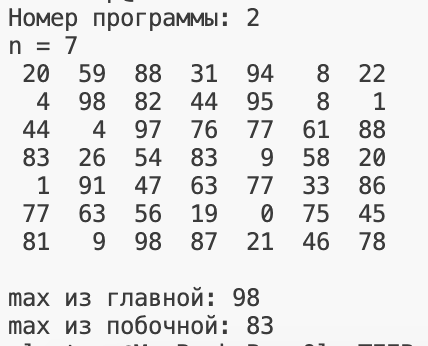 Номер программы: 2
n = 7
20 59 88 31 94 8 22
4 98 82 44 95 8 1
44 4 97 76 77 61 88
83 26 54 83 9 58 20
1 91 47 63 77 33 86
77 63 56 19 0 75 45
81 9 98 87 21 46 78
max из главной: 98
max из побочной: 83